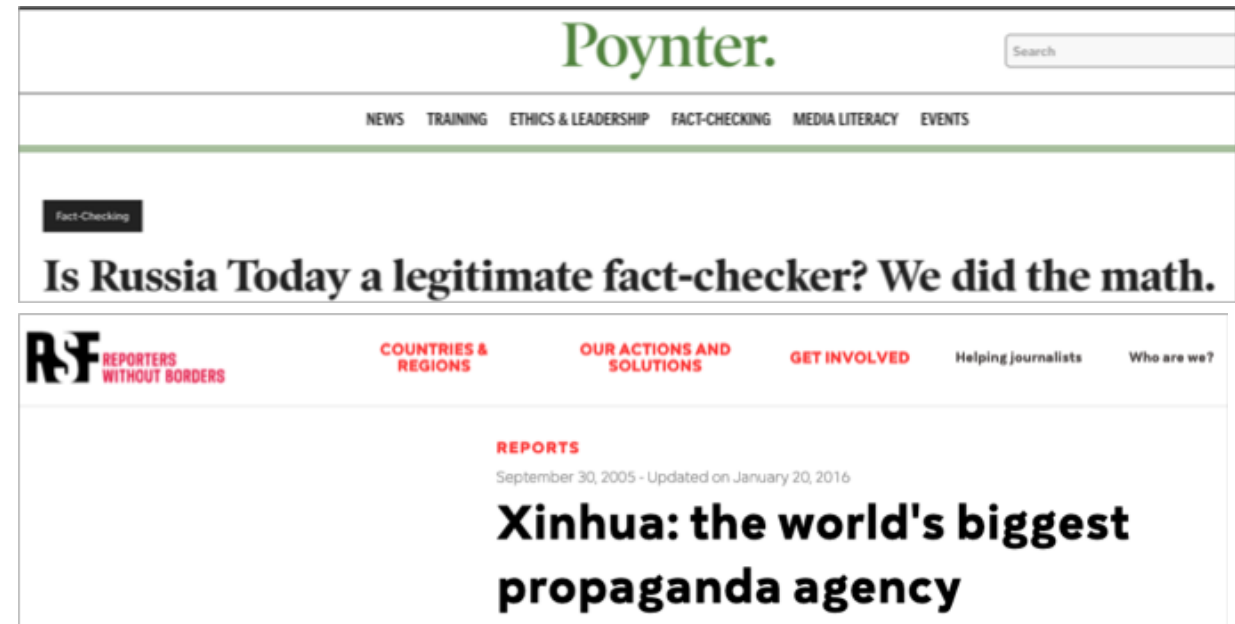 Poynter.
Search
NEWS TRAINING ETHICS & LEADERSHIP FACT-CHECKING MEDIA LITERACY EVENTS
Fact-Checking
Is Russia Today a legitimate fact-checker? We did the math.
RSF REPORTERS
WITHOUT BORDERS
COUNTRIES &
REGIONS
OUR ACTIONS AND
SOLUTIONS
GET INVOLVED
Helping journalists
Who are we?
REPORTS
September 30, 2005 - Updated on January 20, 2016
Xinhua: the world's biggest
propaganda agency